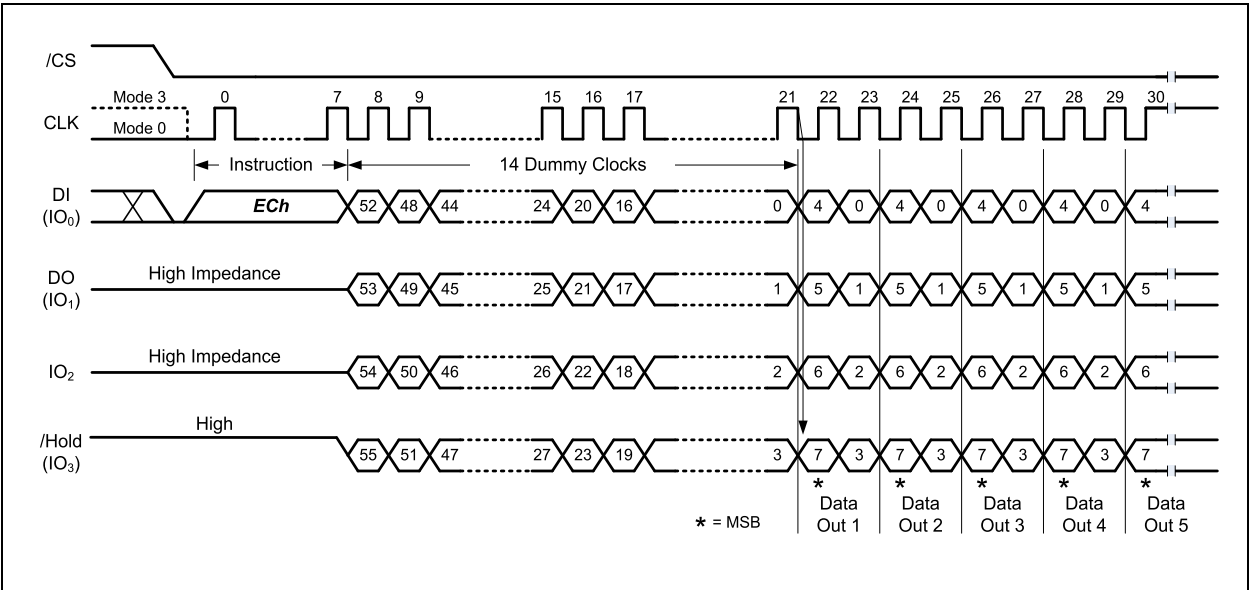 /CS
Mode 3
CLK
Mode 0
0 7 8 9 15 16 17 21 22 23 24 25 26 27 28 29 30
Instruction 14 Dummy Clocks
DI
(IO0)
ECh 52 48 44 24 20 16 0 4 0 4 0 4 0 4 0 4
DO
(IO1)
High Impedance 53 49 45 25 21 17 1 5 1 5 1 5 1 5 1 5
IO2
High Impedance 54 50 46 26 22 18 2 6 2 6 2 6 2 6 2 6
/Hold
(IO3)
High 55 51 47 27 23 19 3 7 3 7 3 7 3 7 3 7
* * * * *
* = MSB
Data
Out 1
Data
Out 2
Data
Out 3
Data
Out 4
Data
Out 5